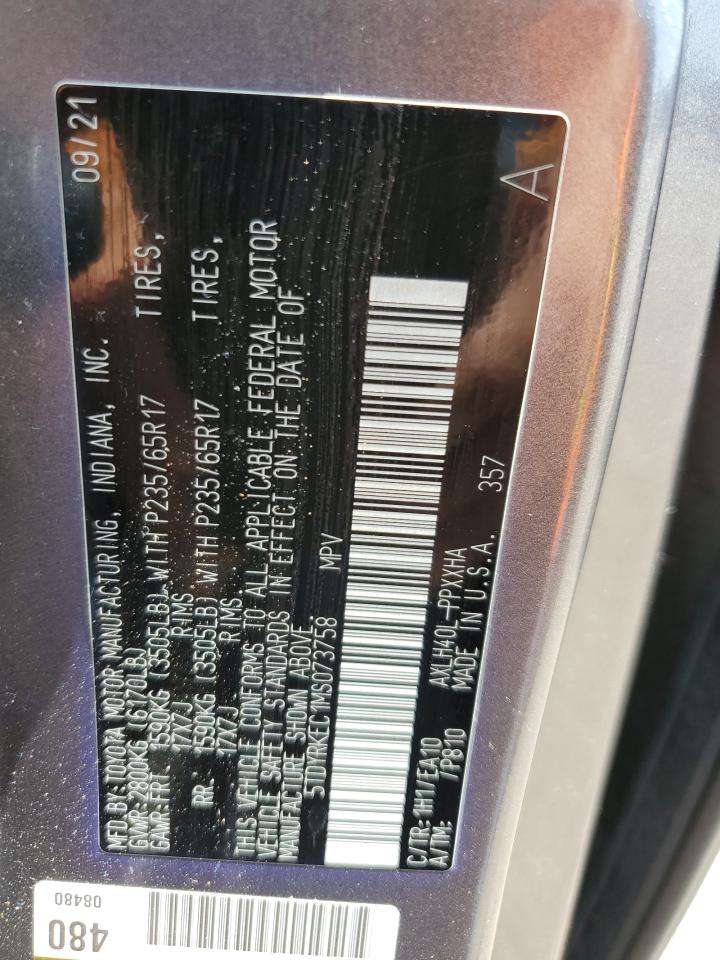 MFD BY: TOYOTA MOTOR MANUFACTURING, INDIANA, INC. 09/21
GVWR 2800KG (6170LB)
GAWR FRT 1590KG (3505LB) WITH P235/65R17 TIRES,
17X7J RIMS
RR 1590KG (3505LB) WITH P235/65R17 TIRES,
17X7J RIMS
THIS VEHICLE CONFORMS TO ALL APPLICABLE FEDERAL MOTOR
VEHICLE SAFETY STANDARDS IN EFFECT ON THE DATE OF
MANUFACTURE SHOWN ABOVE.
5TDYRKEC1MS073758 MPV
C/TR: 1H1/EA10 AXLH40L-PPXXHA
A/TM: /P810 MADE IN U.S.A. 357
A
480
08480